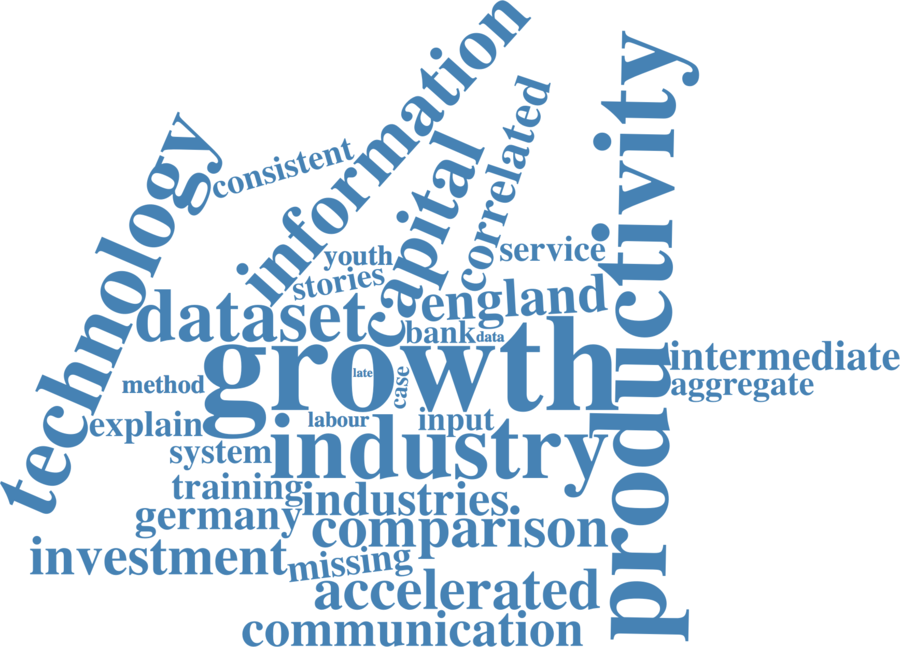 information
productivity
technology
consistent
capital
correlated
youth
service
stories
dataset
england
bank
data
growth
late
case
intermediate
aggregate
method
explain
labour
input
industry
system
training
industries
germany
comparison
investment
missing
accelerated
communication